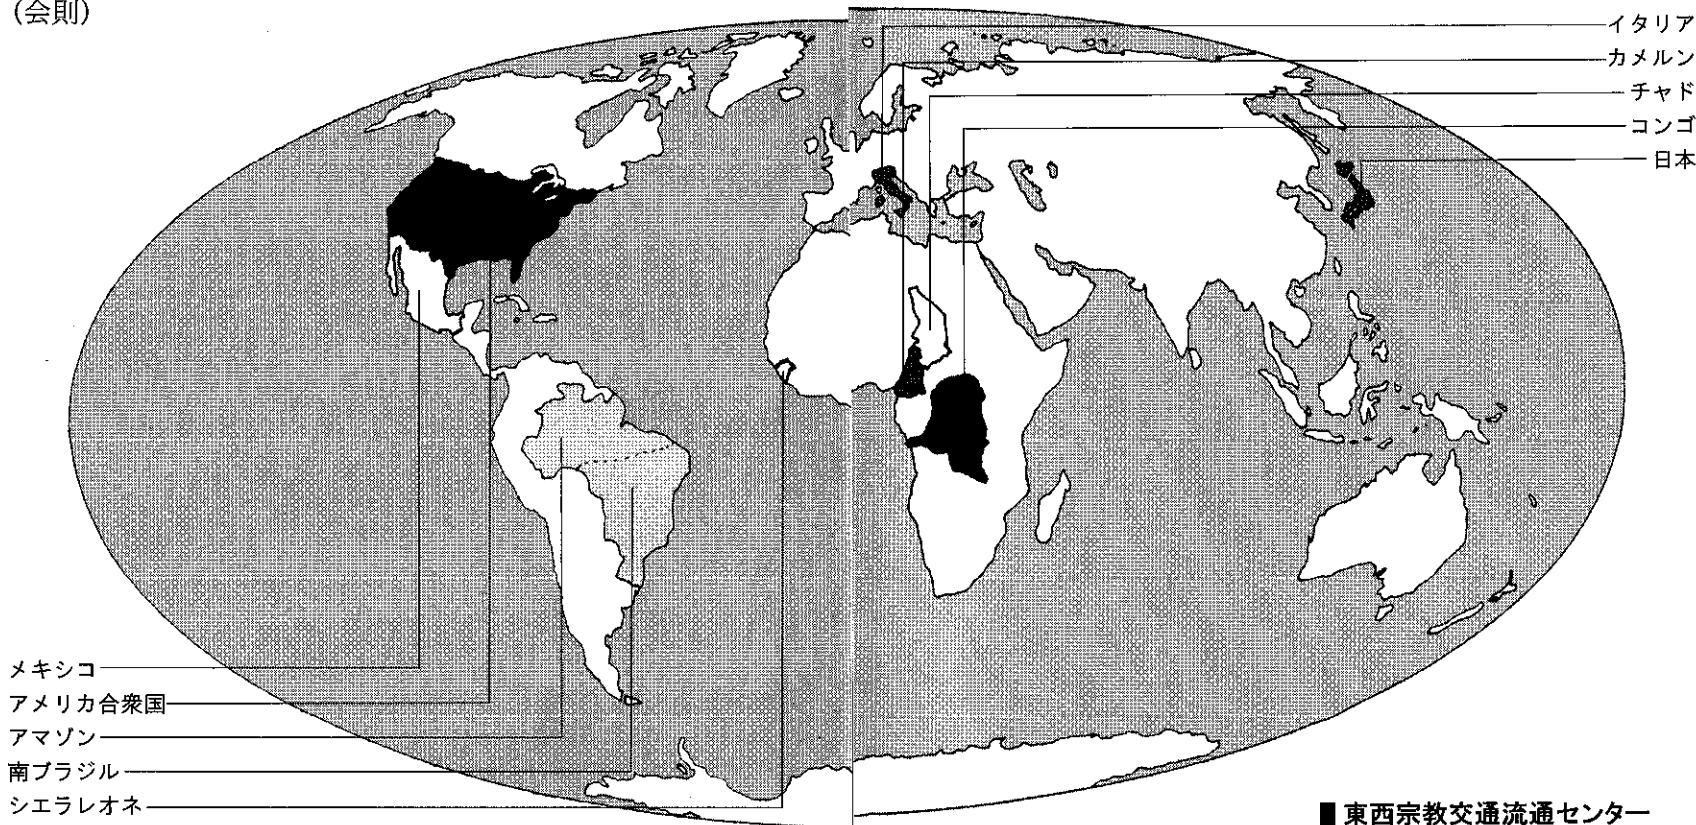 (会則)
イタリア
カメルン
チャド
コンゴ
日本
メキシコ
アメリカ合衆国
アマゾン
南ブラジル
シエラレオネ
■ 東西宗教交通流通センター